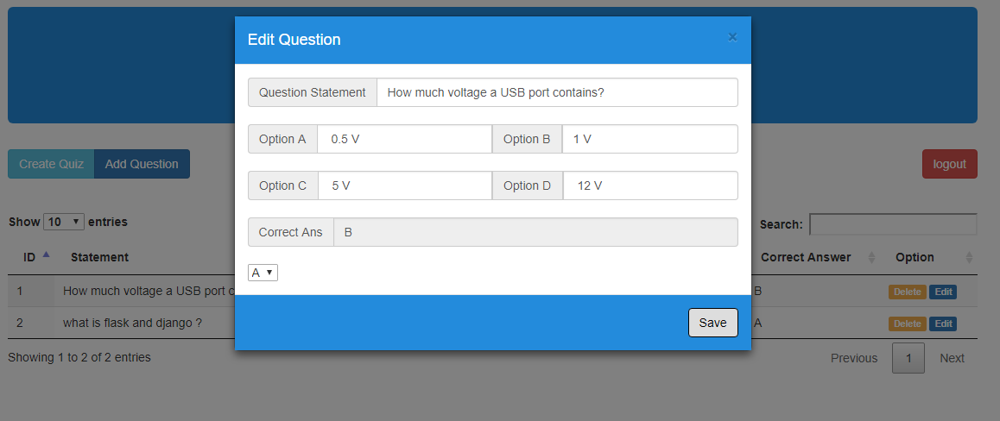 Edit Question ×
Question Statement How much voltage a USB port contains?
Option A 0.5 V Option B 1 V
Create Quiz Add Question logout
Option C 5 V Option D 12 V
Show 10 entries Search:
Correct Ans B
ID Statement Correct Answer Option
A
1 How much voltage a USB port c B Delete Edit
2 what is flask and django ? A Delete Edit
Save
Showing 1 to 2 of 2 entries Previous 1 Next